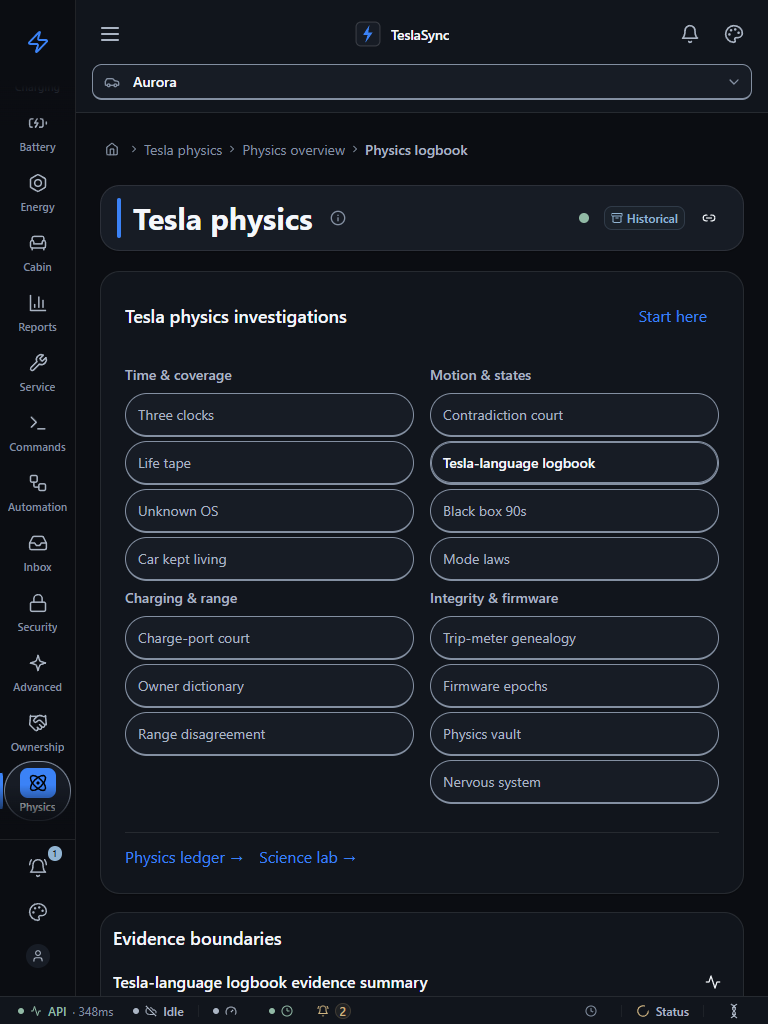 TeslaSync
Aurora
Charging
Battery
Energy
Cabin
Reports
Service
Commands
Automation
Inbox
Security
Advanced
Ownership
Physics
1
Tesla physics > Physics overview > Physics logbook
Tesla physics
Historical
Tesla physics investigations
Start here
Time & coverage
Three clocks
Life tape
Unknown OS
Car kept living
Motion & states
Contradiction court
Tesla-language logbook
Black box 90s
Mode laws
Charging & range
Charge-port court
Owner dictionary
Range disagreement
Integrity & firmware
Trip-meter genealogy
Firmware epochs
Physics vault
Nervous system
Physics ledger → Science lab →
Evidence boundaries
Tesla-language logbook evidence summary
API · 348ms Idle 2 Status